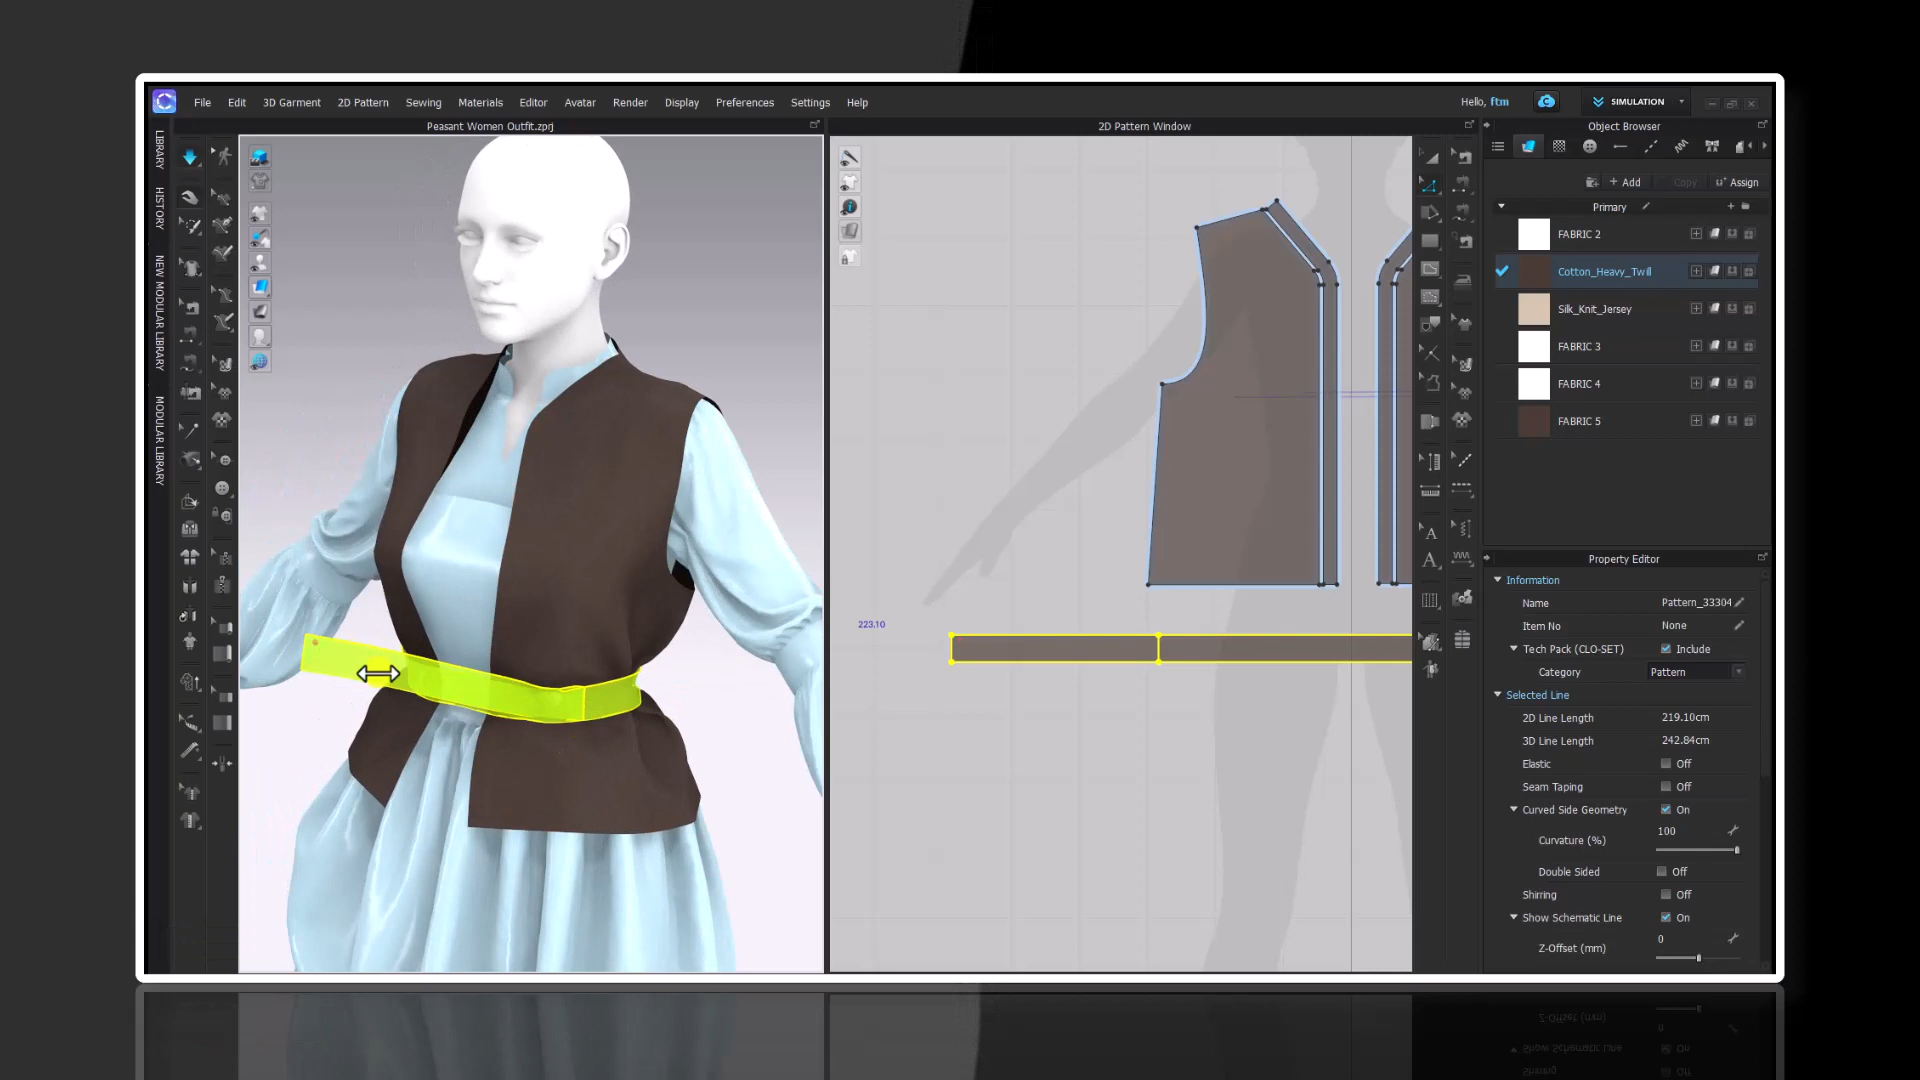 File Edit 3D Garment 2D Pattern Sewing Materials Editor Avatar Render Display Preferences Settings Help
Hello, ftm
SIMULATION
Peasant Women Outfit.zprj
2D Pattern Window
Object Browser
LIBRARY
HISTORY
NEW MODULAR LIBRARY
MODULAR LIBRARY
+ Add
Copy
Assign
Primary
FABRIC 2
Cotton_Heavy_Twill
Silk_Knit_Jersey
FABRIC 3
FABRIC 4
FABRIC 5
223.10
A
A
Property Editor
Information
Name Pattern_33304
Item No None
Tech Pack (CLO-SET) Include
Category Pattern
Selected Line
2D Line Length 219.10cm
3D Line Length 242.84cm
Elastic Off
Seam Taping Off
Curved Side Geometry On
Curvature (%) 100
Double Sided Off
Shirring Off
Show Schematic Line On
Z-Offset (mm) 0